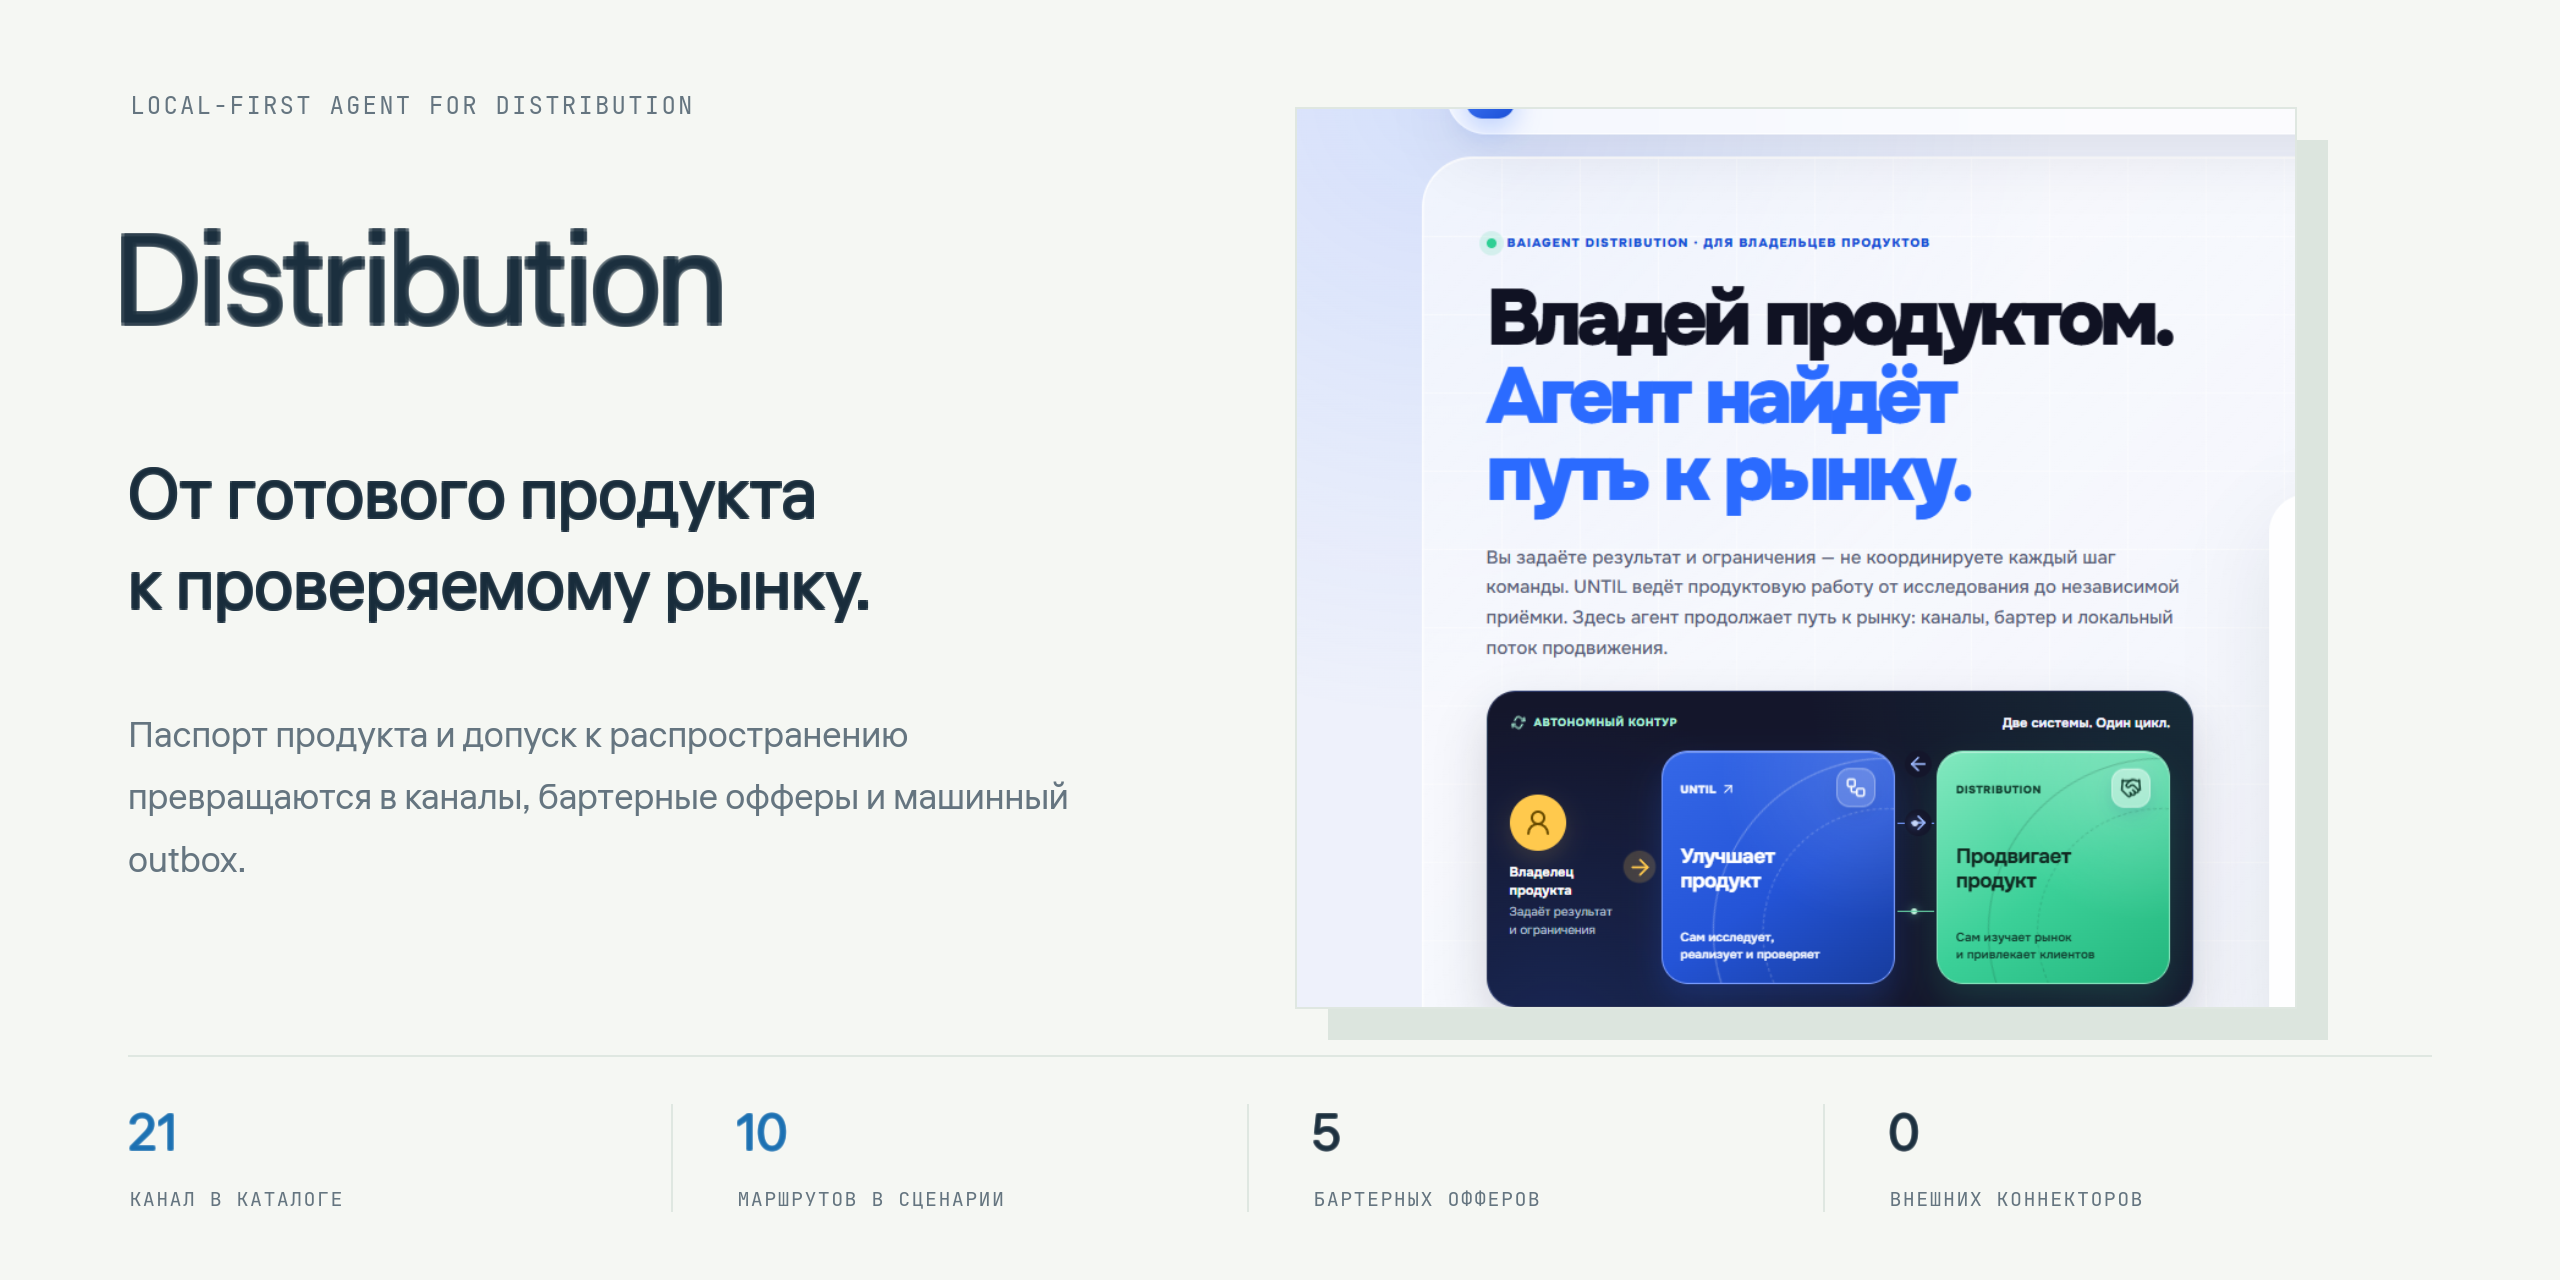 LOCAL-FIRST AGENT FOR DISTRIBUTION
Distribution
От готового продукта
к проверяемому рынку.
Паспорт продукта и допуск к распространению
превращаются в каналы, бартерные офферы и машинный
outbox.
BAIAGENT DISTRIBUTION · ДЛЯ ВЛАДЕЛЬЦЕВ ПРОДУКТОВ
Владей продуктом.
Агент найдёт
путь к рынку.
Вы задаёте результат и ограничения — не координируете каждый шаг
команды. UNTIL ведёт продуктовую работу от исследования до независимой
приёмки. Здесь агент продолжает путь к рынку: каналы, бартер и локальный
поток продвижения.
АВТОНОМНЫЙ КОНТУР
Две системы. Один цикл.
Владелец
продукта
Задаёт результат
и ограничения
UNTIL
Улучшает
продукт
Сам исследует,
реализует и проверяет
DISTRIBUTION
Продвигает
продукт
Сам изучает рынок
и привлекает клиентов
21
КАНАЛ В КАТАЛОГЕ
10
МАРШРУТОВ В СЦЕНАРИИ
5
БАРТЕРНЫХ ОФФЕРОВ
0
ВНЕШНИХ КОННЕКТОРОВ